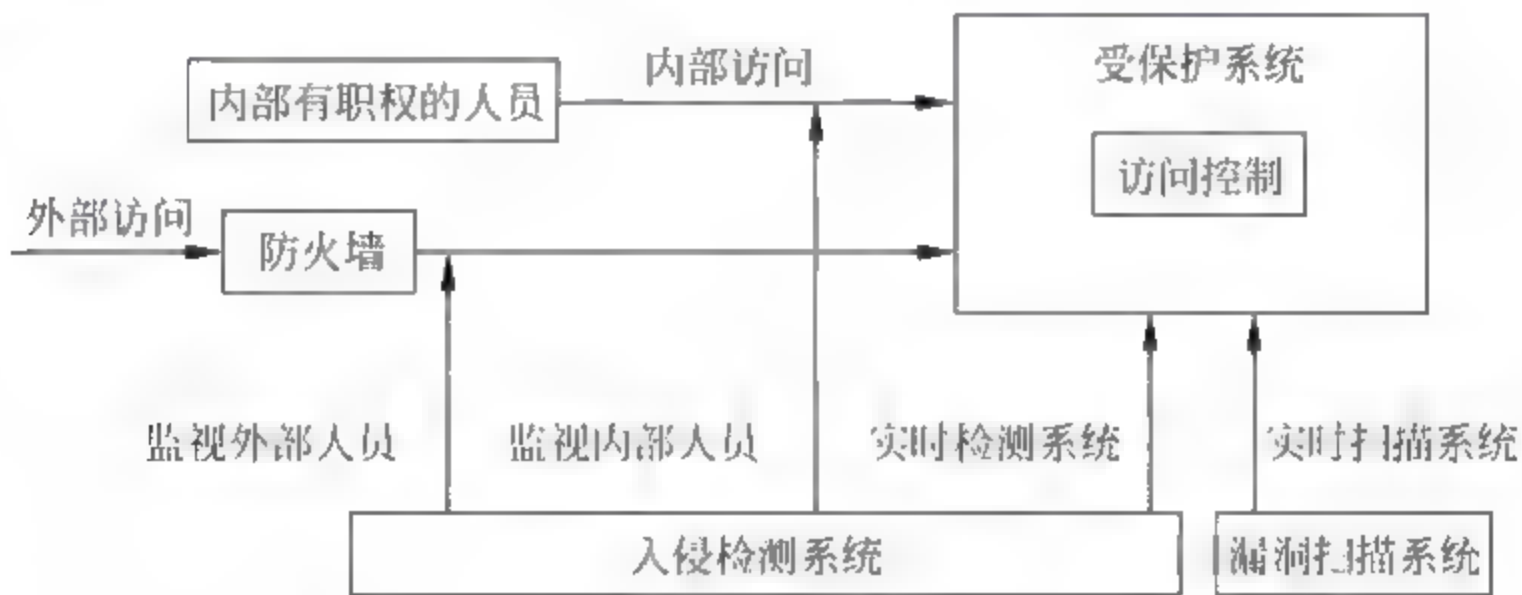 受保护系统
内部访问
内部有职权的人员
访问控制
外部访问
防火墙
监视外部人员
监视内部人员
实时检测系统
实时扫描系统
入侵检测系统
漏洞扫描系统